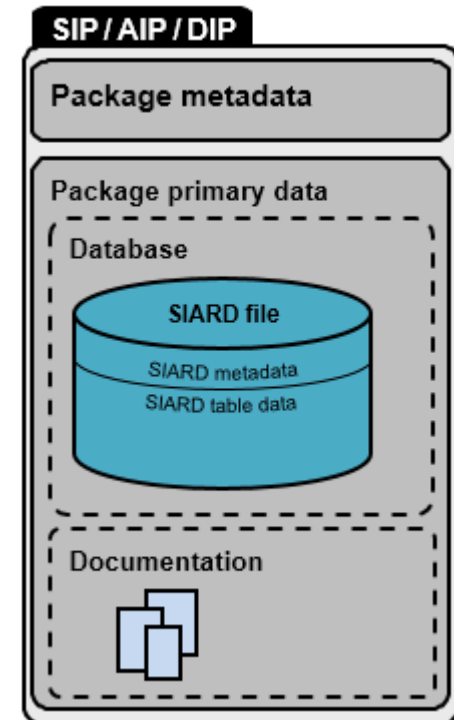 SIP / AIP / DIP
Package metadata
Package primary data
Database
SIARD file
SIARD metadata
SIARD table data
Documentation